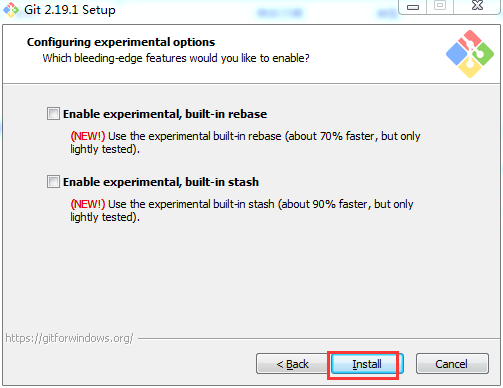 Git 2.19.1 Setup
Configuring experimental options
Which bleeding-edge features would you like to enable?
Enable experimental, built-in rebase
(NEW!) Use the experimental built-in rebase (about 70% faster, but only
lightly tested).
Enable experimental, built-in stash
(NEW!) Use the experimental built-in stash (about 90% faster, but only
lightly tested).
https://gitforwindows.org/
< Back Install Cancel